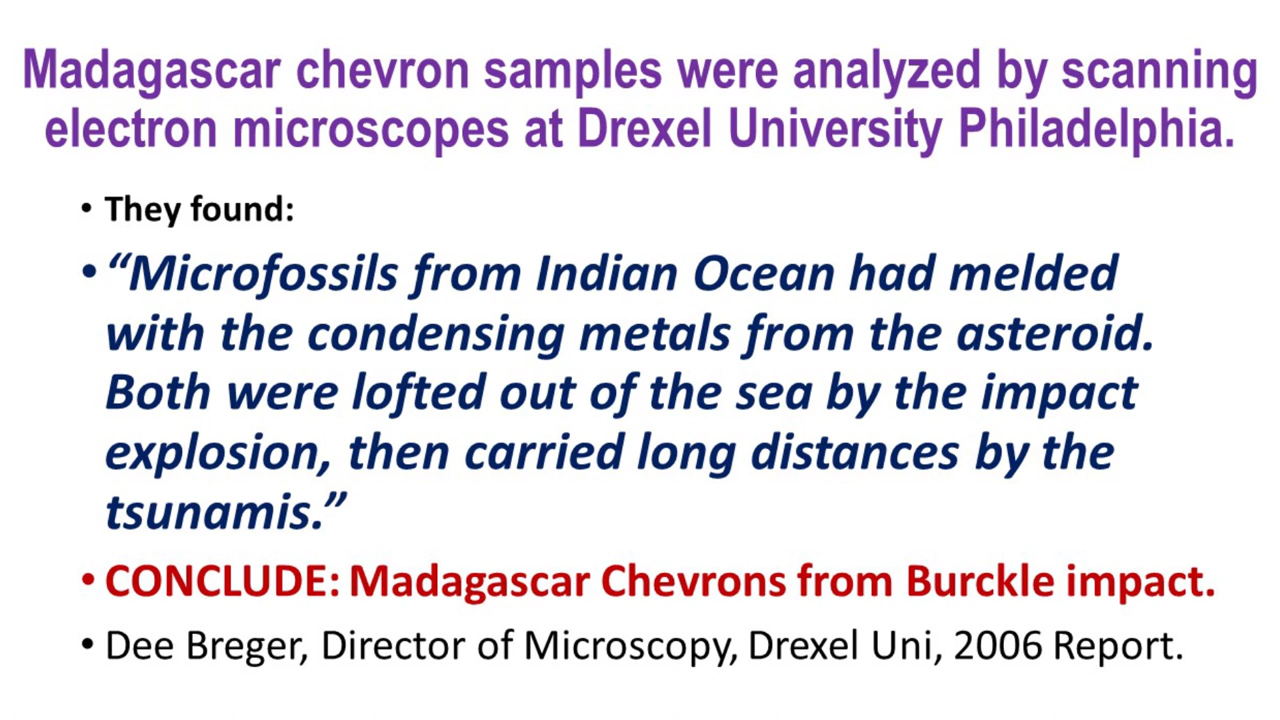 Madagascar chevron samples were analyzed by scanning
electron microscopes at Drexel University Philadelphia.
• They found:
• “Microfossils from Indian Ocean had melded
with the condensing metals from the asteroid.
Both were lofted out of the sea by the impact
explosion, then carried long distances by the
tsunamis.”
• CONCLUDE: Madagascar Chevrons from Burckle impact.
• Dee Breger, Director of Microscopy, Drexel Uni, 2006 Report.